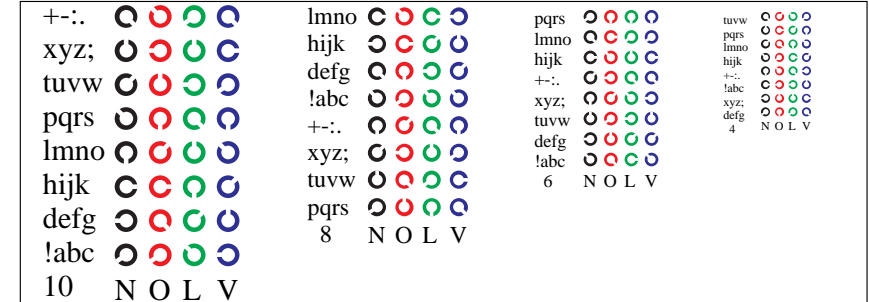 +-:.
xyz;
tuvw
pqrs
lmno
hijk
defg
!abc
10 N O L V
lmno
hijk
defg
!abc
+-:.
xyz;
tuvw
pqrs
8 N O L V
pqrs
lmno
hijk
+-:.
xyz;
tuvw
defg
!abc
6 N O L V
tuvw
pqrs
lmno
hijk
+-:.
!abc
xyz;
defg
4 N O L V